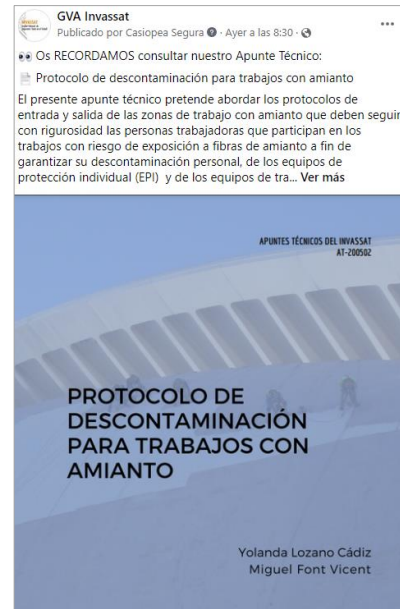 GVA Invassat
Publicado por Casiopea Segura · Ayer a las 8:30 ·
👀 Os RECORDAMOS consultar nuestro Apunte Técnico:
📄 Protocolo de descontaminación para trabajos con amianto
El presente apunte técnico pretende abordar los protocolos de
entrada y salida de las zonas de trabajo con amianto que deben seguir
con rigurosidad las personas trabajadoras que participan en los
trabajos con riesgo de exposición a fibras de amianto a fin de
garantizar su descontaminación personal, de los equipos de
protección individual (EPI)  y de los equipos de tra... Ver más
APUNTES TÉCNICOS DEL INVASSAT
AT-200502
PROTOCOLO DE
DESCONTAMINACIÓN
PARA TRABAJOS CON
AMIANTO
Yolanda Lozano Cádiz
Miguel Font Vicent